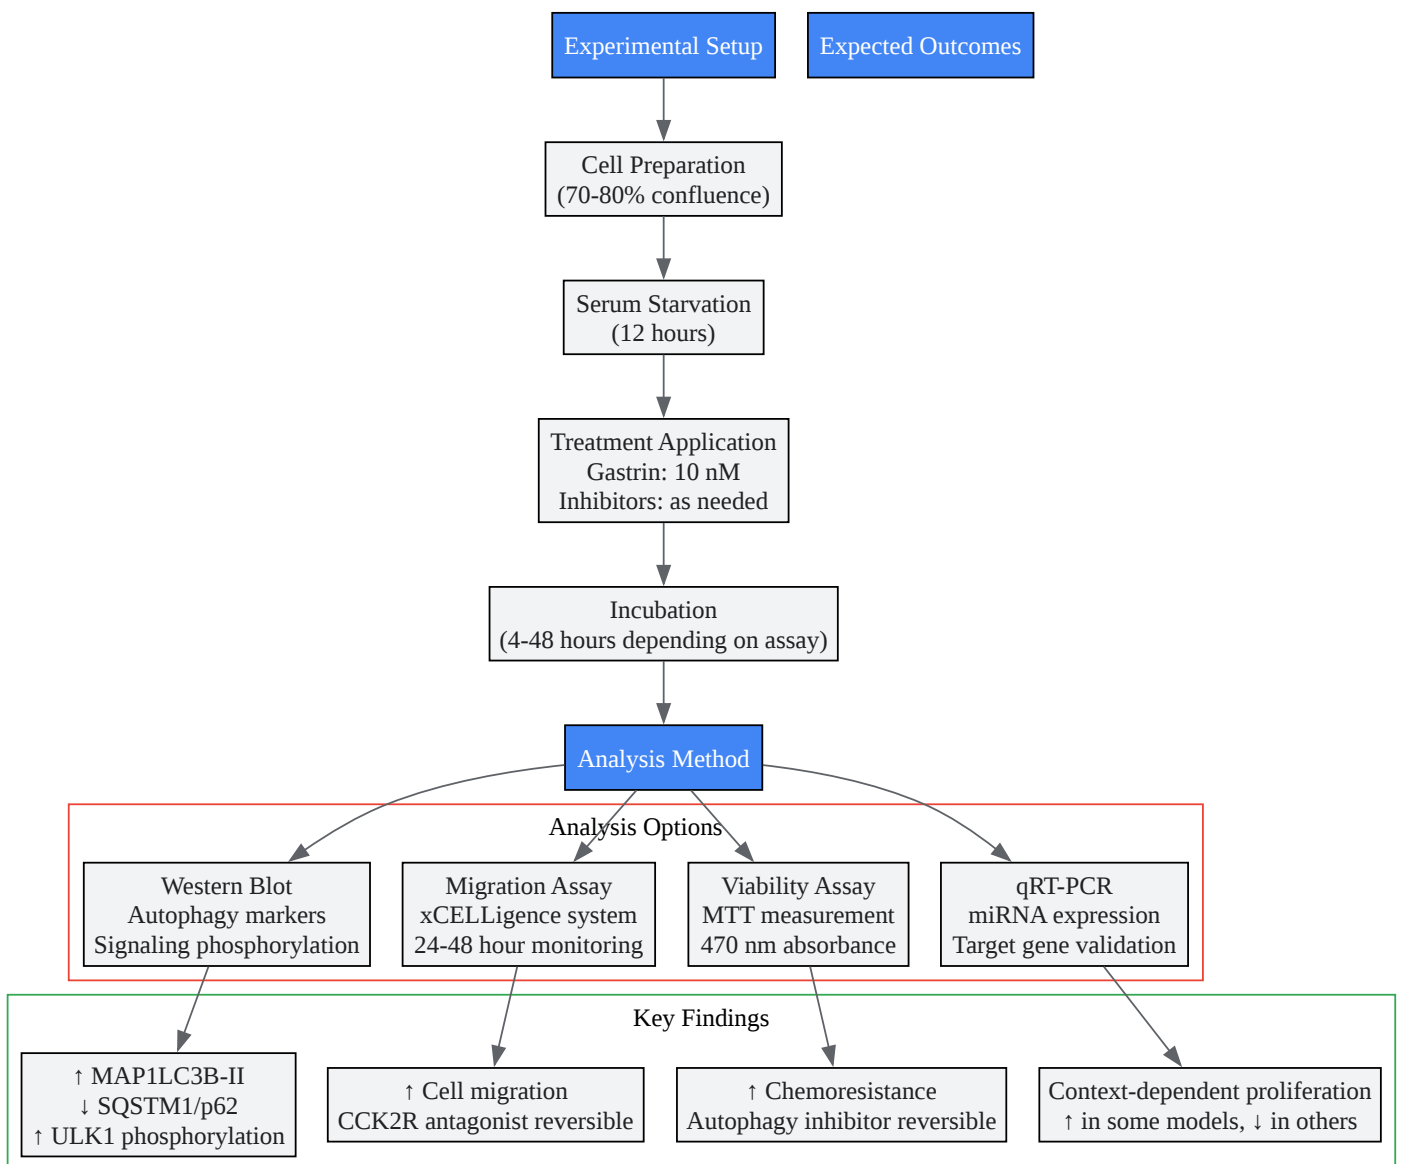 Experimental Setup
Expected Outcomes
Cell Preparation
(70-80% confluence)
Serum Starvation
(12 hours)
Treatment Application
Gastrin: 10 nM
Inhibitors: as needed
Incubation
(4-48 hours depending on assay)
Analysis Method
Analysis Options
Western Blot
Autophagy markers
Signaling phosphorylation
Migration Assay
xCELLigence system
24-48 hour monitoring
Viability Assay
MTT measurement
470 nm absorbance
qRT-PCR
miRNA expression
Target gene validation
Key Findings
↑ MAP1LC3B-II
↓ SQSTM1/p62
↑ ULK1 phosphorylation
↑ Cell migration
CCK2R antagonist reversible
↑ Chemoresistance
Autophagy inhibitor reversible
Context-dependent proliferation
↑ in some models, ↓ in others